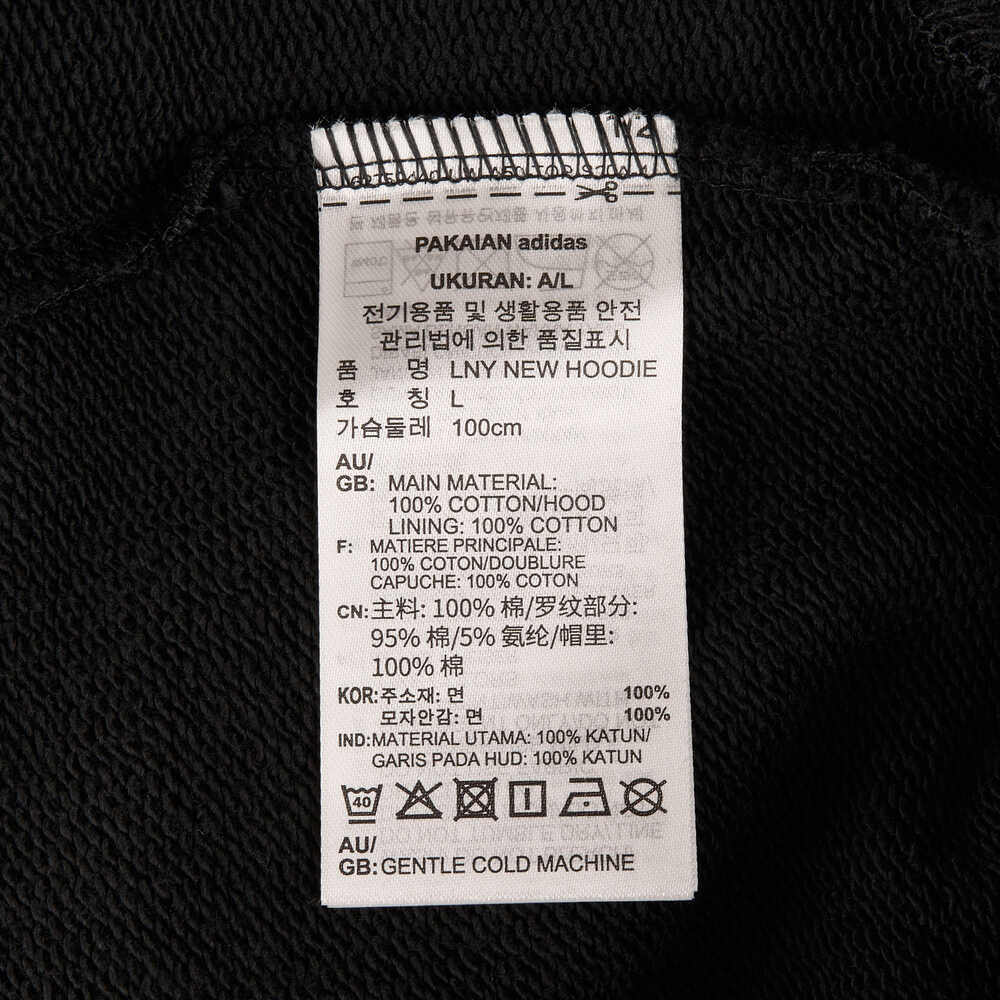 1/2
PAKAIAN adidas
UKURAN: A/L
전기용품 및 생활용품 안전
관리법에 의한 품질표시
품 명 LNY NEW HOODIE
호 칭 L
가슴둘레 100cm
AU/
GB: MAIN MATERIAL:
100% COTTON/HOOD
LINING: 100% COTTON
F: MATIERE PRINCIPALE:
100% COTON/DOUBLURE
CAPUCHE: 100% COTON
CN:主料: 100% 棉/罗纹部分:
95% 棉/5% 氨纶/帽里:
100% 棉
KOR:주소재: 면 100%
모자안감: 면 100%
IND:MATERIAL UTAMA: 100% KATUN/
GARIS PADA HUD: 100% KATUN
40
AU/
GB:GENTLE COLD MACHINE